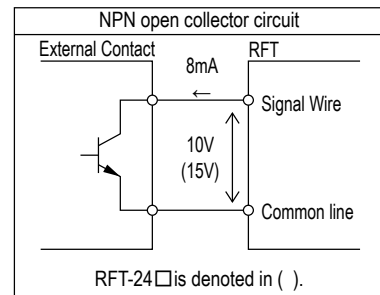 NPN open collector circuit
External Contact
RFT
8mA
←
Signal Wire
10V
(15V)
Common line
RFT-24□is denoted in ( ).